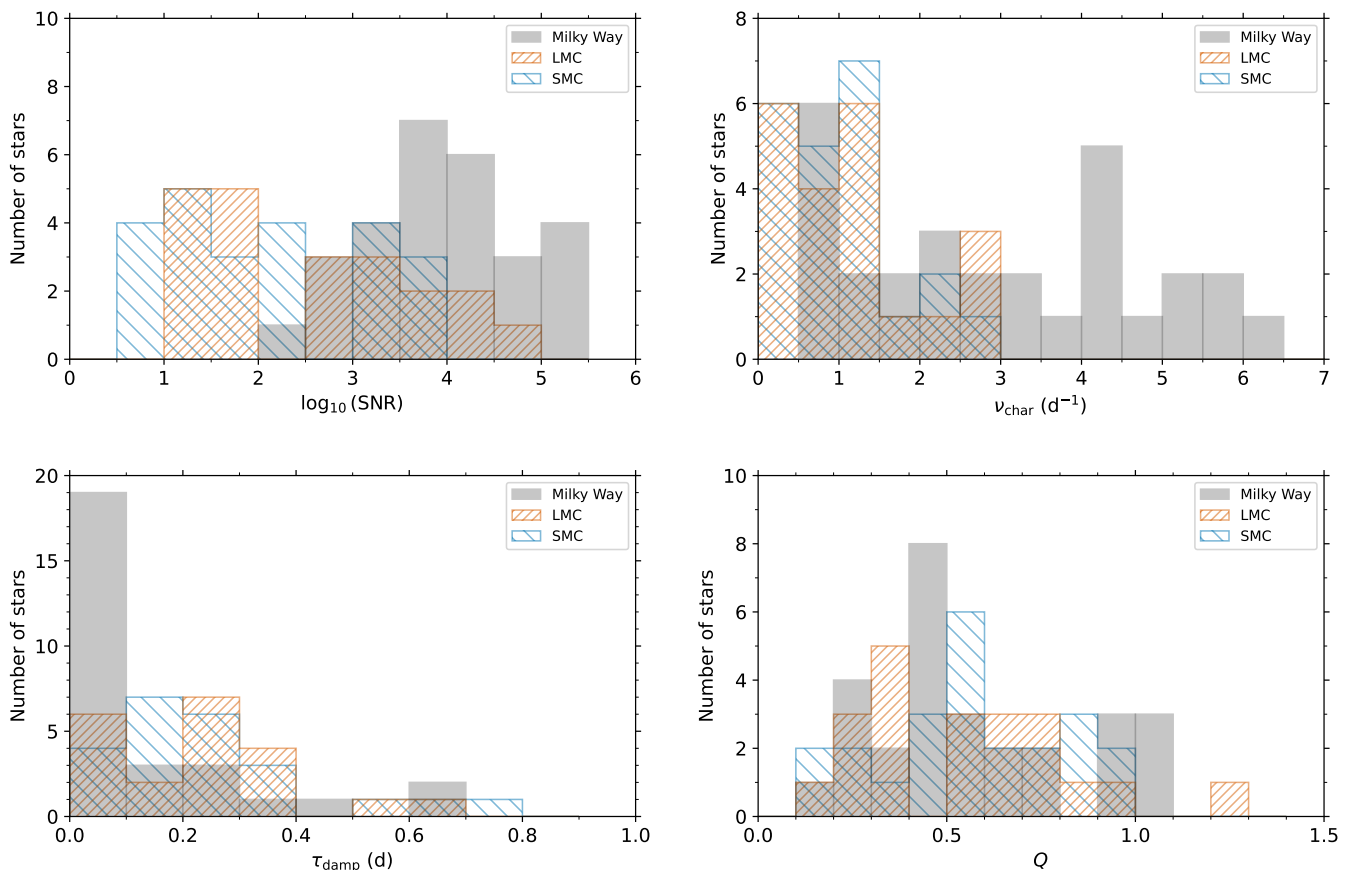 10
8
6
4
2
0
Number of stars
Milky Way
LMC
SMC
0 1 2 3 4 5 6
log₁₀ (SNR)
8
6
4
2
0
Number of stars
Milky Way
LMC
SMC
0 1 2 3 4 5 6 7
ν_char (d⁻¹)
20
15
10
5
0
Number of stars
Milky Way
LMC
SMC
0.0 0.2 0.4 0.6 0.8 1.0
τ_damp (d)
10
8
6
4
2
0
Number of stars
Milky Way
LMC
SMC
0.0 0.5 1.0 1.5
Q